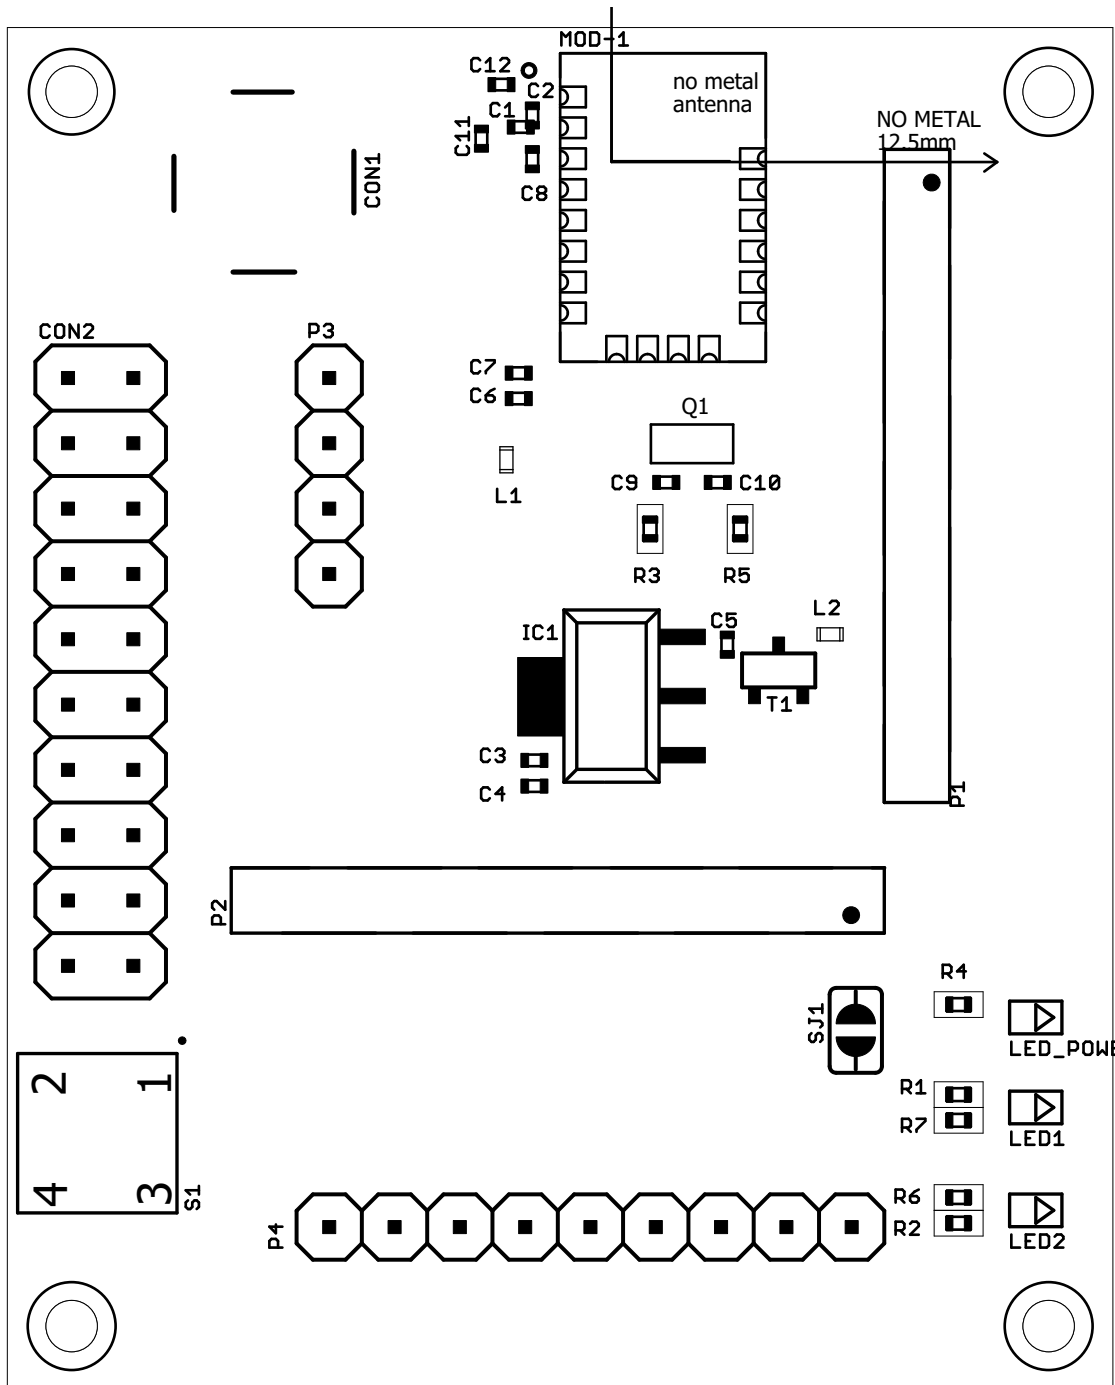 MOD-1
C12
no metal
antenna
C2
C1
C11
NO METAL
12.5mm
CON1
C8
CON2
P3
C7
C6
Q1
C9
C10
L1
R3
R5
L2
C5
IC1
T1
C3
C4
P1
P2
R4
SJ1
LED_POWE
2
1
R1
R7
LED1
4
3
S1
R6
R2
P4
LED2